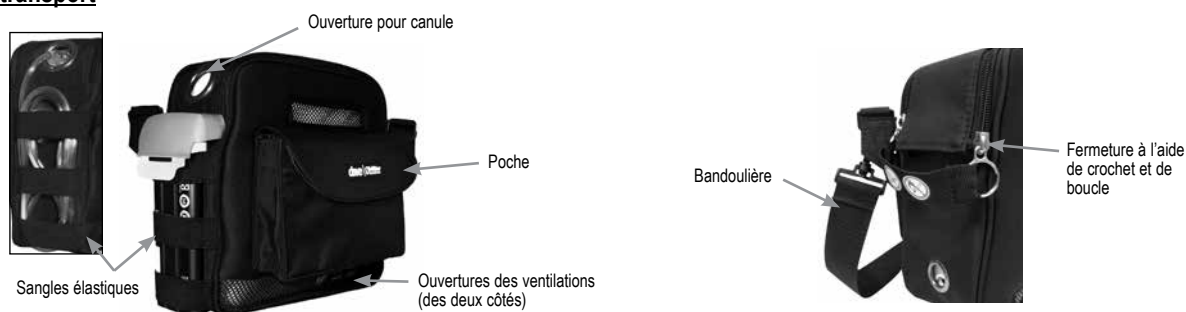 transport
Ouverture pour canule
Poche
Sangles élastiques
Ouvertures des ventilations
(des deux côtés)
Bandoulière
Fermeture à l’aide
de crochet et de
boucle